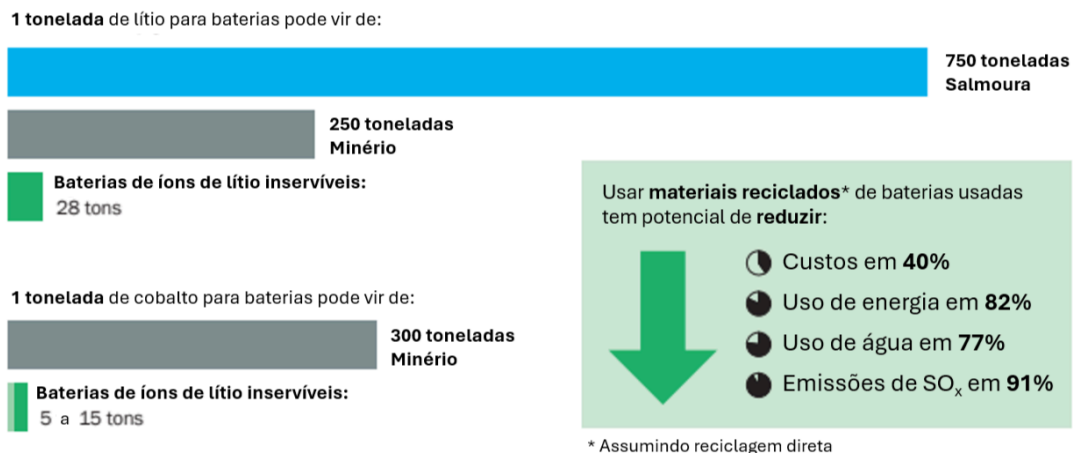 1 tonelada de lítio para baterias pode vir de:
750 toneladas
Salmoura
250 toneladas
Minério
Baterias de íons de lítio inservíveis:
28 tons
1 tonelada de cobalto para baterias pode vir de:
300 toneladas
Minério
Baterias de íons de lítio inservíveis:
5 a 15 tons
Usar materiais reciclados* de baterias usadas
tem potencial de reduzir:
Custos em 40%
Uso de energia em 82%
Uso de água em 77%
Emissões de SOx em 91%
* Assumindo reciclagem direta